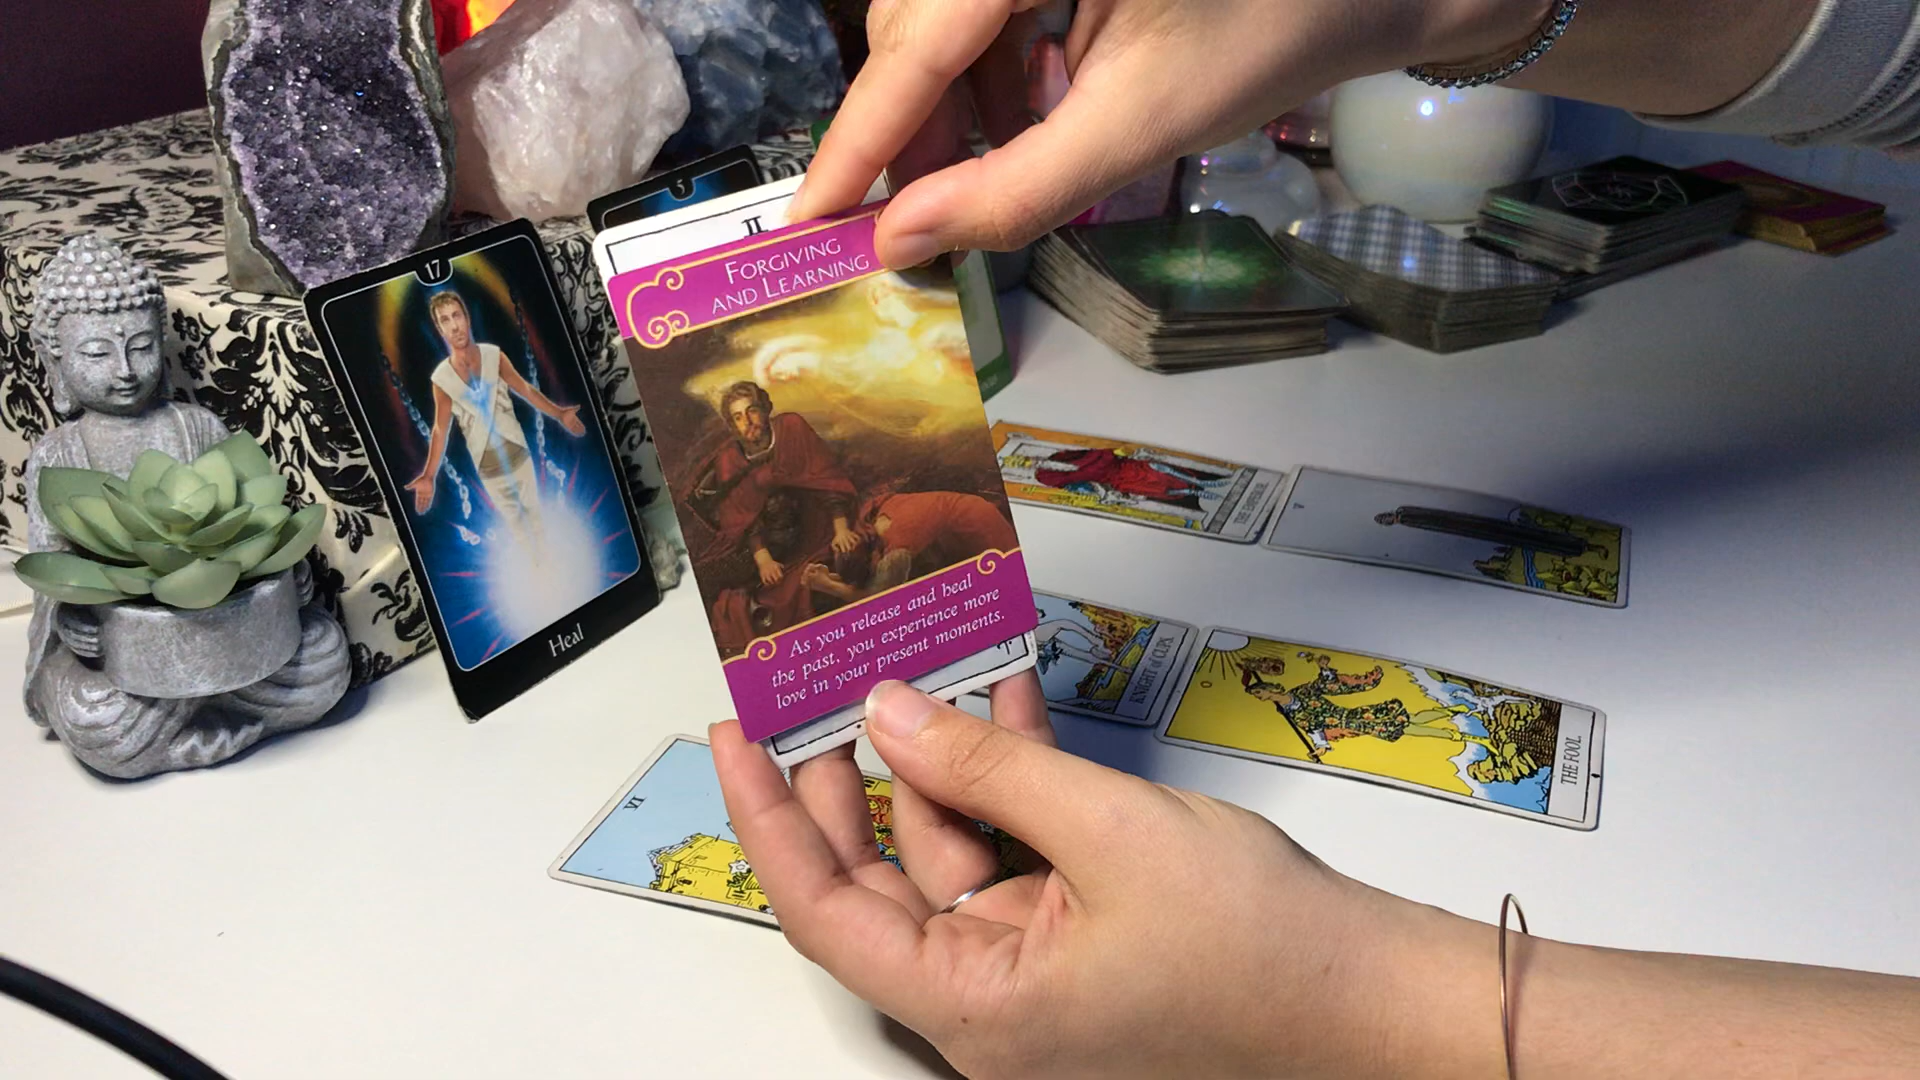 5
17
II
FORGIVING
AND LEARNING
As you release and heal
the past, you experience more
love in your present moments.
Heal
THE EMPEROR
V
KNIGHT of CUPS
THE FOOL
VI